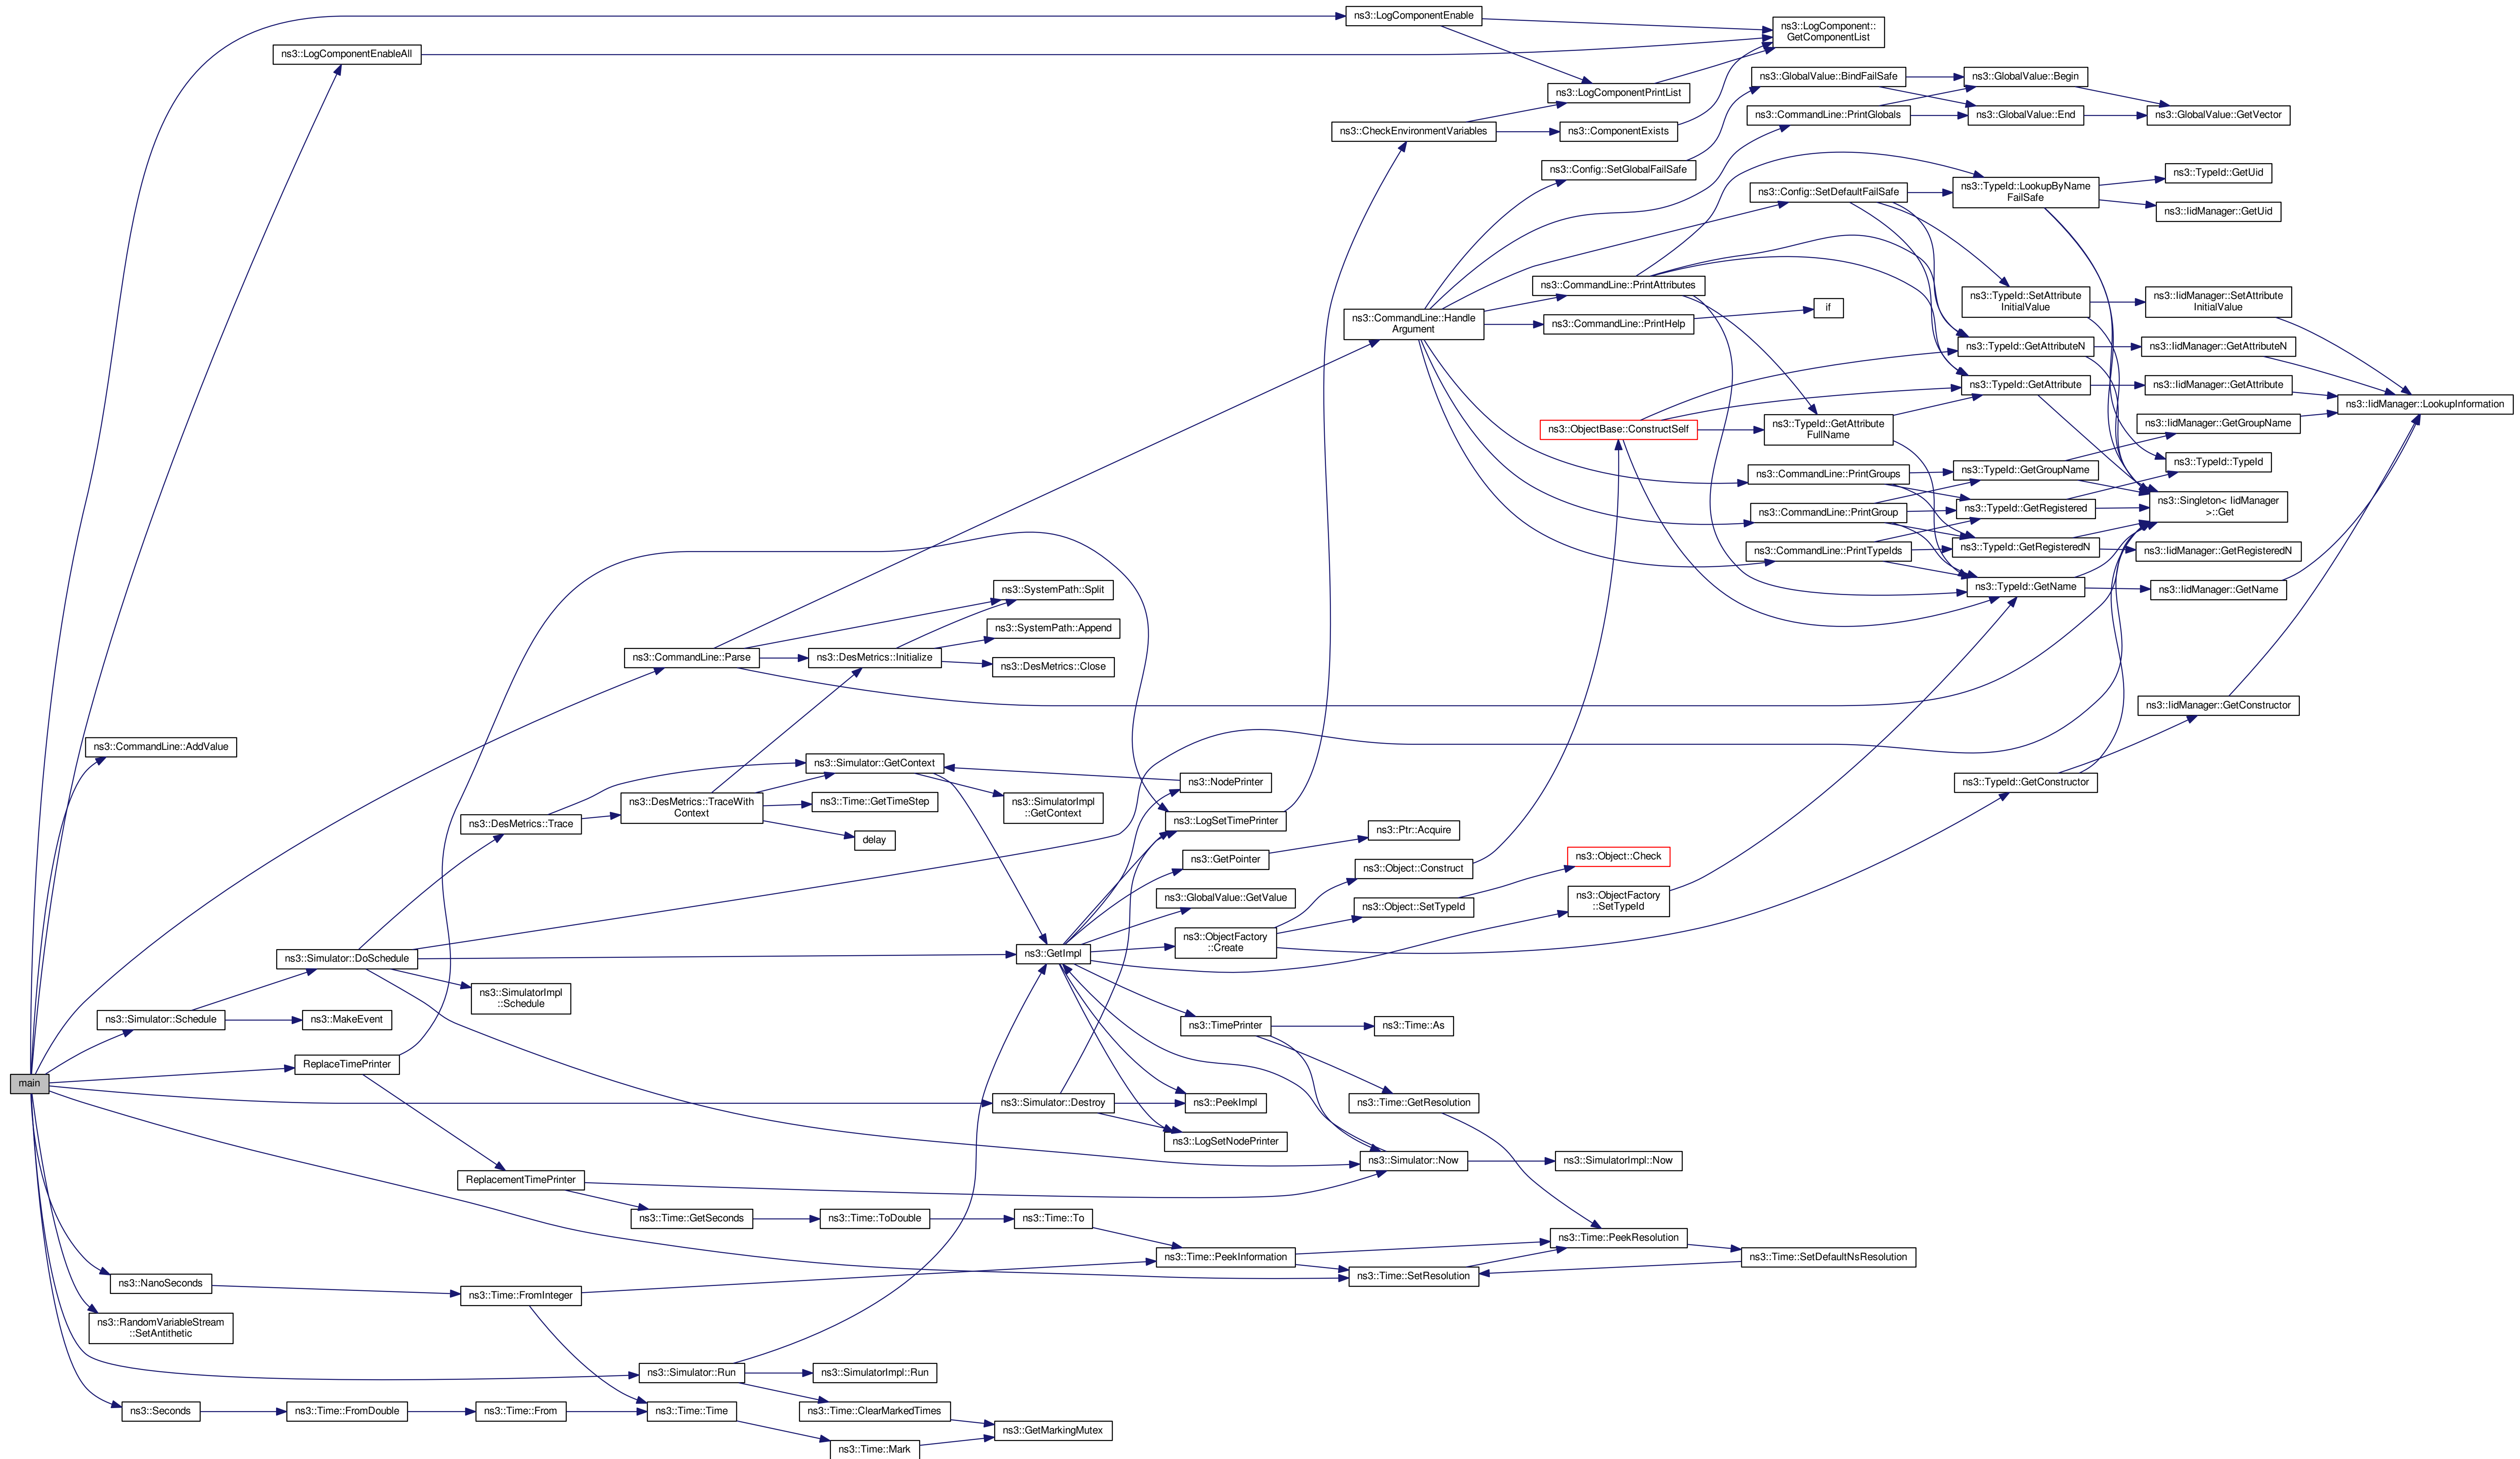 main
ns3::LogComponentEnableAll
ns3::CommandLine::AddValue
ns3::Simulator::Schedule
ns3::NanoSeconds
ns3::RandomVariableStream
::SetAntithetic
ns3::Seconds
ns3::Simulator::DoSchedule
ns3::MakeEvent
ReplaceTimePrinter
ns3::Time::FromDouble
ns3::DesMetrics::Trace
ns3::SimulatorImpl
::Schedule
ReplacementTimePrinter
ns3::Time::FromInteger
ns3::Time::From
ns3::CommandLine::Parse
ns3::DesMetrics::TraceWith
Context
ns3::Time::GetSeconds
ns3::Simulator::Run
ns3::Time::Time
ns3::DesMetrics::Initialize
ns3::Simulator::GetContext
ns3::Time::GetTimeStep
delay
ns3::Time::ToDouble
ns3::SimulatorImpl::Run
ns3::Time::ClearMarkedTimes
ns3::Time::Mark
ns3::SystemPath::Split
ns3::SystemPath::Append
ns3::DesMetrics::Close
ns3::SimulatorImpl
::GetContext
ns3::GetImpl
ns3::Simulator::Destroy
ns3::Time::To
ns3::GetMarkingMutex
ns3::NodePrinter
ns3::LogSetTimePrinter
ns3::GetPointer
ns3::GlobalValue::GetValue
ns3::ObjectFactory
::Create
ns3::TimePrinter
ns3::PeekImpl
ns3::LogSetNodePrinter
ns3::Time::PeekInformation
ns3::LogComponentEnable
ns3::CheckEnvironmentVariables
ns3::CommandLine::Handle
Argument
ns3::Ptr::Acquire
ns3::Object::Construct
ns3::Object::SetTypeId
ns3::Time::As
ns3::Time::GetResolution
ns3::Simulator::Now
ns3::Time::SetResolution
ns3::LogComponentPrintList
ns3::ComponentExists
ns3::Config::SetGlobalFailSafe
ns3::CommandLine::PrintAttributes
ns3::CommandLine::PrintHelp
ns3::ObjectBase::ConstructSelf
ns3::Object::Check
ns3::ObjectFactory
::SetTypeId
ns3::SimulatorImpl::Now
ns3::Time::PeekResolution
ns3::LogComponent::
GetComponentList
ns3::GlobalValue::BindFailSafe
ns3::CommandLine::PrintGlobals
ns3::Config::SetDefaultFailSafe
if
ns3::TypeId::GetAttribute
FullName
ns3::CommandLine::PrintGroups
ns3::CommandLine::PrintGroup
ns3::CommandLine::PrintTypeIds
ns3::Time::SetDefaultNsResolution
ns3::GlobalValue::Begin
ns3::GlobalValue::End
ns3::TypeId::LookupByName
FailSafe
ns3::TypeId::SetAttribute
InitialValue
ns3::TypeId::GetAttributeN
ns3::TypeId::GetAttribute
ns3::TypeId::GetGroupName
ns3::TypeId::GetRegistered
ns3::TypeId::GetRegisteredN
ns3::TypeId::GetName
ns3::TypeId::GetConstructor
ns3::GlobalValue::GetVector
ns3::TypeId::GetUid
ns3::IidManager::GetUid
ns3::IidManager::SetAttribute
InitialValue
ns3::IidManager::GetAttributeN
ns3::IidManager::GetAttribute
ns3::IidManager::GetGroupName
ns3::TypeId::TypeId
ns3::Singleton< IidManager
>::Get
ns3::IidManager::GetRegisteredN
ns3::IidManager::GetName
ns3::IidManager::GetConstructor
ns3::IidManager::LookupInformation